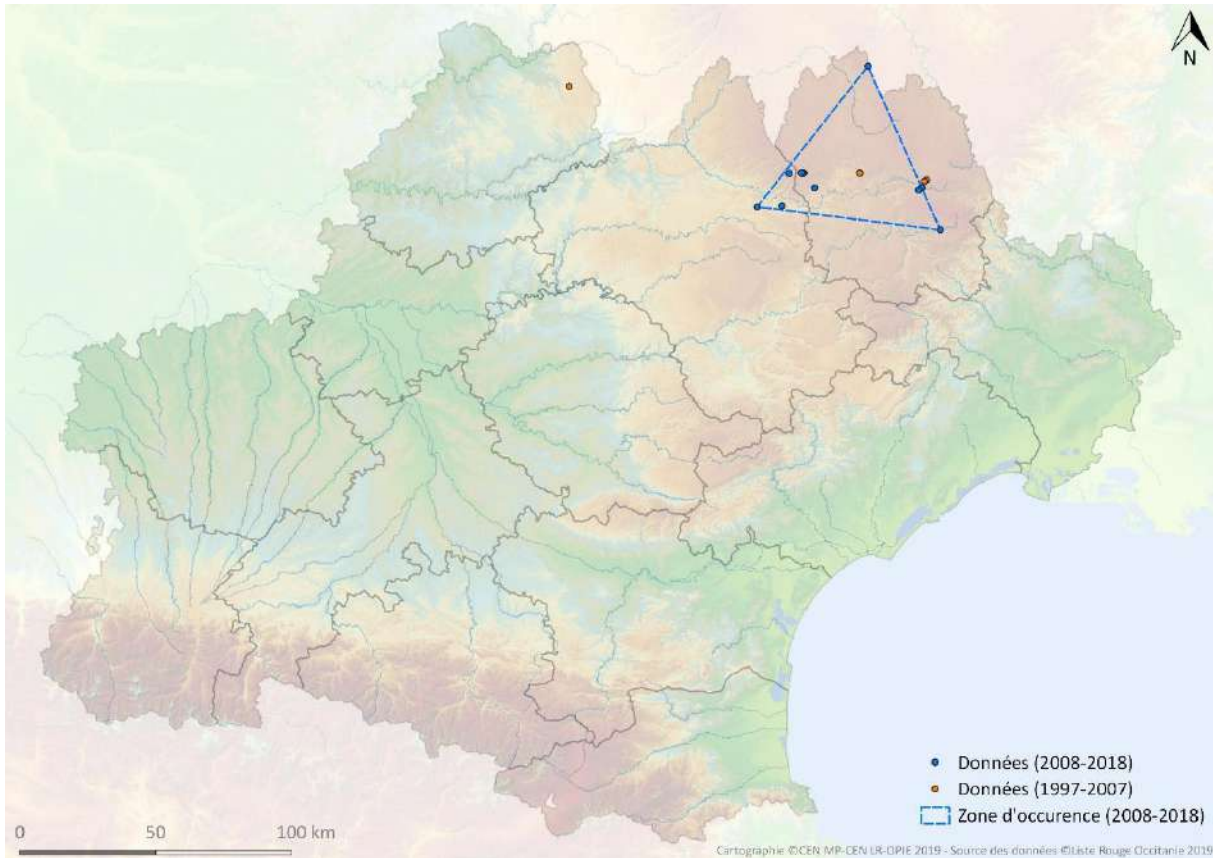 N
Données (2008-2018)
Données (1997-2007)
Zone d'occurence (2008-2018)
0 50 100 km
Cartographie ©CEN MP-CEN LR-OPIE 2019 - Source des données ©Liste Rouge Occitanie 2019